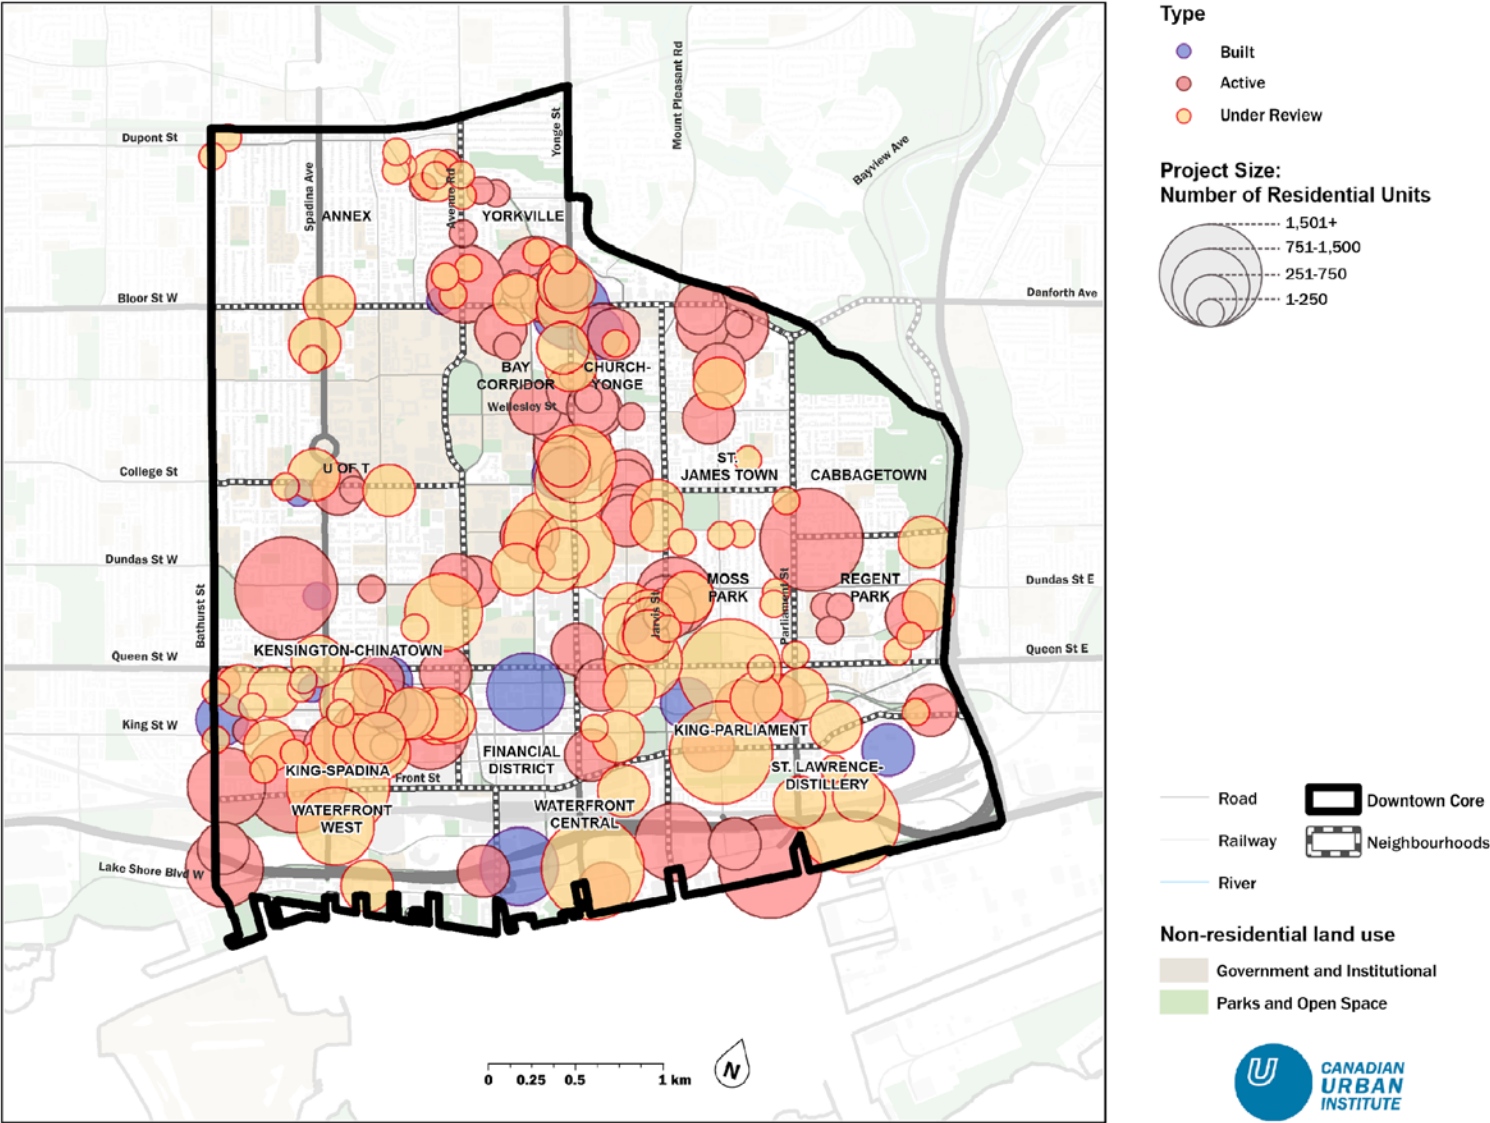 Mount Pleasant Rd
Dupont St
Yonge St
Bayview Ave
Spadina Ave
Avenue Rd
ANNEX
YORKVILLE
Bloor St W
Danforth Ave
BAY
CORRIDOR
CHURCH-
YONGE
Wellesley St
College St
U OF T
ST.
JAMES TOWN
CABBAGETOWN
Dundas St W
Bathurst St
Jarvis St
MOSS
PARK
Parliament St
REGENT
PARK
Dundas St E
KENSINGTON-CHINATOWN
Queen St W
Queen St E
King St W
KING-PARLIAMENT
FINANCIAL
DISTRICT
KING-SPADINA
Front St
ST. LAWRENCE-
DISTILLERY
WATERFRONT
WEST
WATERFRONT
CENTRAL
Lake Shore Blvd W
0 0.25 0.5 1 km
N
Type
Built
Active
Under Review
Project Size:
Number of Residential Units
1,501+
751-1,500
251-750
1-250
Road
Downtown Core
Railway
Neighbourhoods
River
Non-residential land use
Government and Institutional
Parks and Open Space
U
CANADIAN
URBAN
INSTITUTE